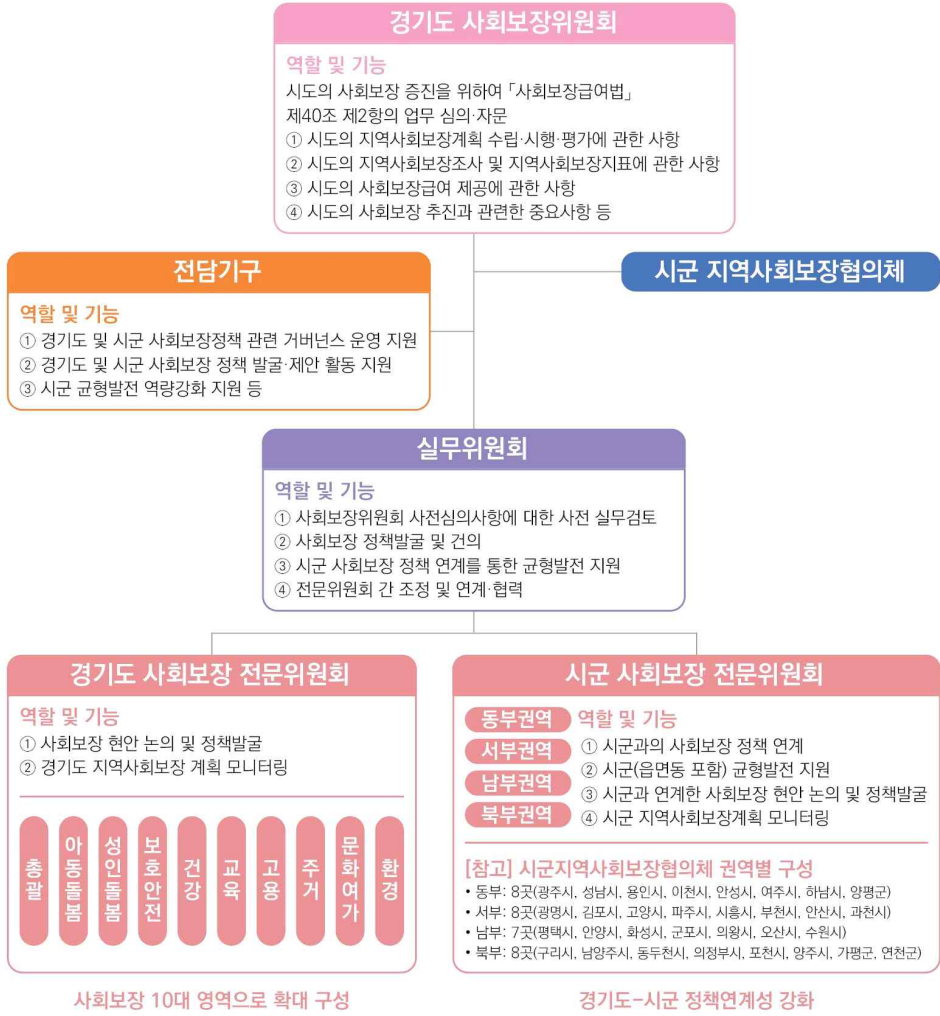 경기도 사회보장위원회
역할 및 기능
시도의 사회보장 증진을 위하여 「사회보장급여법」
제40조 제2항의 업무 심의·자문
① 시도의 지역사회보장계획 수립·시행·평가에 관한 사항
② 시도의 지역사회보장조사 및 지역사회보장지표에 관한 사항
③ 시도의 사회보장급여 제공에 관한 사항
④ 시도의 사회보장 추진과 관련한 중요사항 등
전담기구
역할 및 기능
① 경기도 및 시군 사회보장정책 관련 거버넌스 운영 지원
② 경기도 및 시군 사회보장 정책 발굴·제안 활동 지원
③ 시군 균형발전 역량강화 지원 등
시군 지역사회보장협의체
실무위원회
역할 및 기능
① 사회보장위원회 사전심의사항에 대한 사전 실무검토
② 사회보장 정책발굴 및 건의
③ 시군 사회보장 정책 연계를 통한 균형발전 지원
④ 전문위원회 간 조정 및 연계·협력
경기도 사회보장 전문위원회
역할 및 기능
① 사회보장 현안 논의 및 정책발굴
② 경기도 지역사회보장 계획 모니터링
총괄
아동돌봄
성인돌봄
보호안전
건강
교육
고용
주거
문화여가
환경
사회보장 10대 영역으로 확대 구성
시군 사회보장 전문위원회
동부권역
서부권역
남부권역
북부권역
역할 및 기능
① 시군과의 사회보장 정책 연계
② 시군(읍면동 포함) 균형발전 지원
③ 시군과 연계한 사회보장 현안 논의 및 정책발굴
④ 시군 지역사회보장계획 모니터링
[참고] 시군지역사회보장협의체 권역별 구성
• 동부: 8곳(광주시, 성남시, 용인시, 이천시, 안성시, 여주시, 하남시, 양평군)
• 서부: 8곳(광명시, 김포시, 고양시, 파주시, 시흥시, 부천시, 안산시, 과천시)
• 남부: 7곳(평택시, 안양시, 화성시, 군포시, 의왕시, 오산시, 수원시)
• 북부: 8곳(구리시, 남양주시, 동두천시, 의정부시, 포천시, 양주시, 가평군, 연천군)
경기도-시군 정책연계성 강화